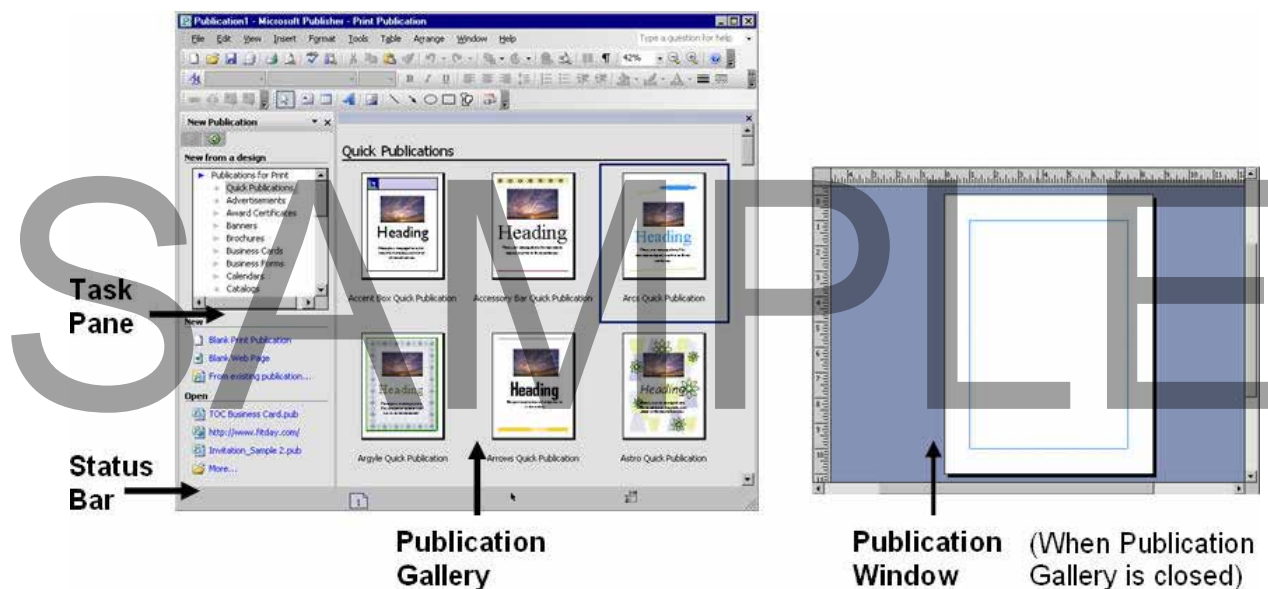 Publication1 - Microsoft Publisher - Print Publication
File Edit View Insert Format Tools Table Arrange Window Help
Type a question for help
42%
B I U
New Publication
New from a design
Publications for Print
Quick Publications
Advertisements
Award Certificates
Banners
Brochures
Business Cards
Business Forms
Calendars
Catalogs
New
Blank Print Publication
Blank Web Page
From existing publication...
Open
TOC Business Card.pub
http://www.fitday.com/
Invitation_Sample 2.pub
More...
Quick Publications
Heading
Heading
Heading
Accent Box Quick Publication
Accessory Bar Quick Publication
Arcs Quick Publication
Heading
Heading
Heading
Argyle Quick Publication
Arrows Quick Publication
Astro Quick Publication
1
Task
Pane
Status
Bar
Publication
Gallery
Publication
Window
(When Publication
Gallery is closed)
SAMPLE